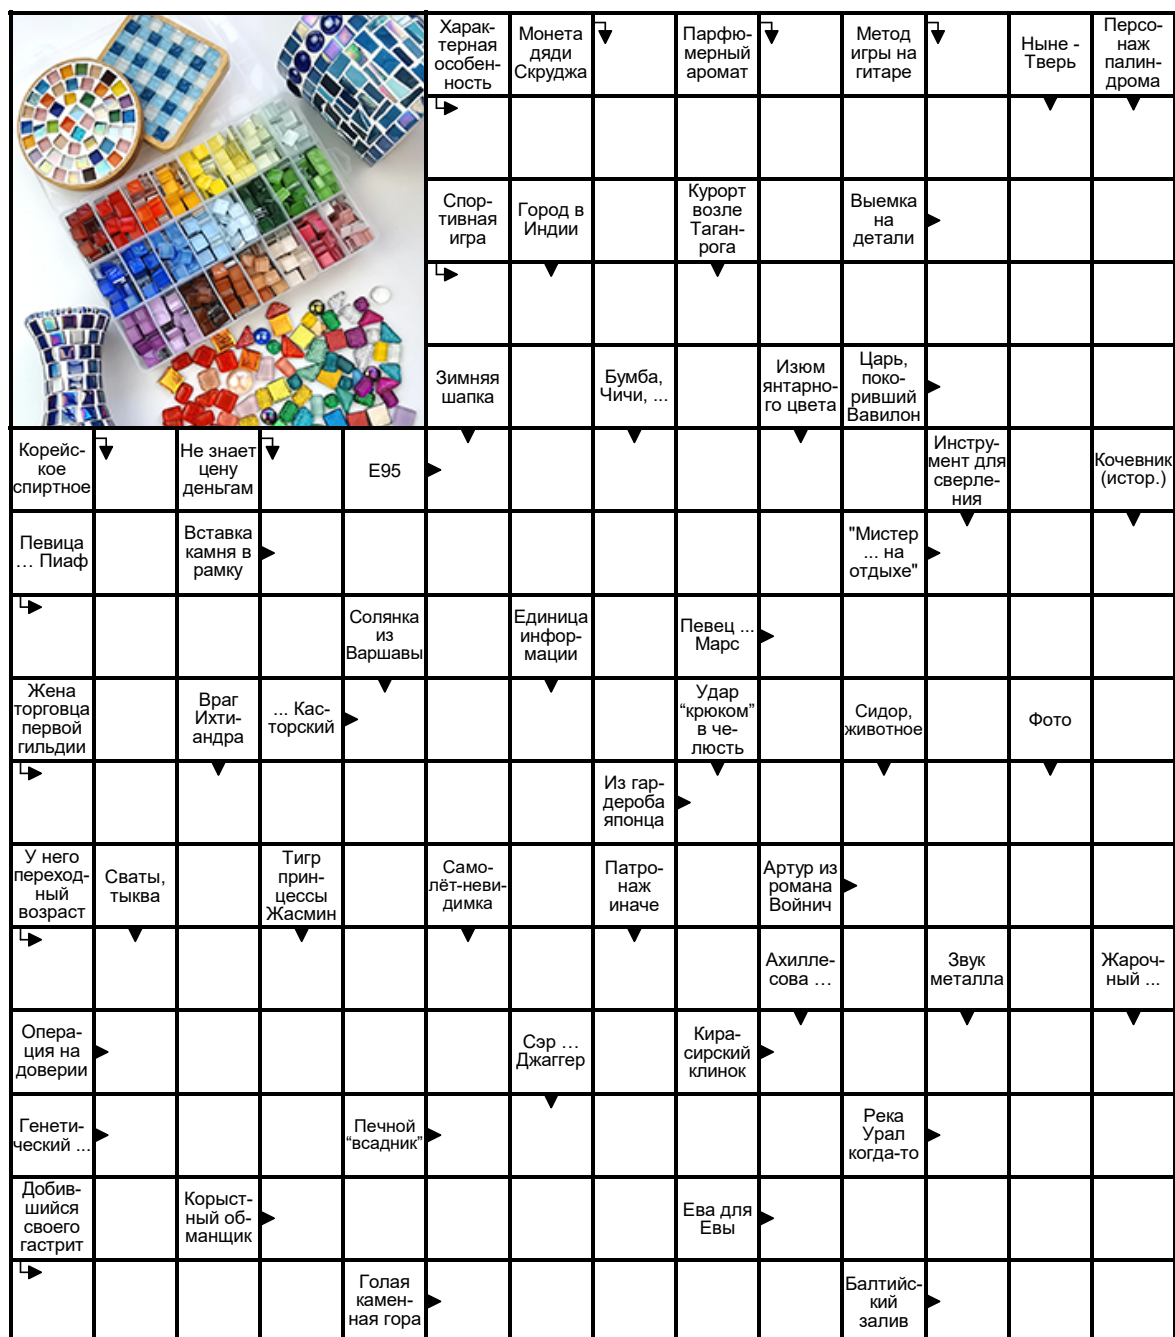 Харак-
терная
особен-
ность
Монета
дяди
Скруджа
Парфю-
мерный
аромат
Метод
игры на
гитаре
Ныне -
Тверь
Персо-
наж
палин-
дрома
Спор-
тивная
игра
Город в
Индии
Курорт
возле
Таган-
рога
Выемка
на
детали
Зимняя
шапка
Бумба,
Чичи, ...
Изюм
янтарно-
го цвета
Царь,
поко-
ривший
Вавилон
Корейс-
кое
спиртное
Не знает
цену
деньгам
Е95
Инстру-
мент для
сверле-
ния
Кочевник
(истор.)
Певица
... Пиаф
Вставка
камня в
рамку
"Мистер
... на
отдыхе"
Солянка
из
Варшавы
Единица
инфор-
мации
Певец ...
Марс
Жена
торговца
первой
гильдии
Враг
Ихти-
андра
... Кас-
торский
Удар
“крюком”
в че-
люсть
Сидор,
животное
Фото
Из гар-
дероба
японца
У него
переход-
ный
возраст
Сваты,
тыква
Тигр
прин-
цессы
Жасмин
Само-
лёт-неви-
димка
Патро-
наж
иначе
Артур из
романа
Войнич
Ахилле-
сова ...
Звук
металла
Жароч-
ный ...
Опера-
ция на
доверии
Сэр ...
Джаггер
Кира-
сирский
клинок
Генети-
ческий ...
Печной
“всадник”
Река
Урал
когда-то
Добив-
шийся
своего
гастрит
Корыст-
ный об-
манщик
Ева для
Евы
Голая
камен-
ная гора
Балтийс-
кий
залив